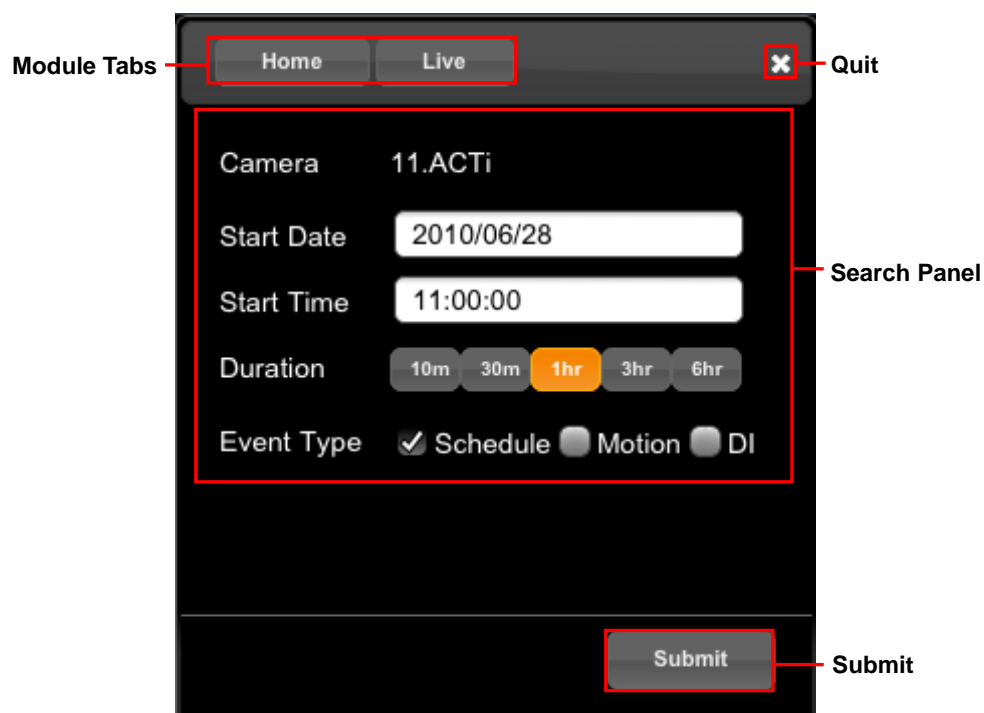 Module Tabs
Home Live
Quit
Camera 11.ACTi
Start Date 2010/06/28
Search Panel
Start Time 11:00:00
Duration 10m 30m 1hr 3hr 6hr
Event Type Schedule Motion DI
Submit
Submit